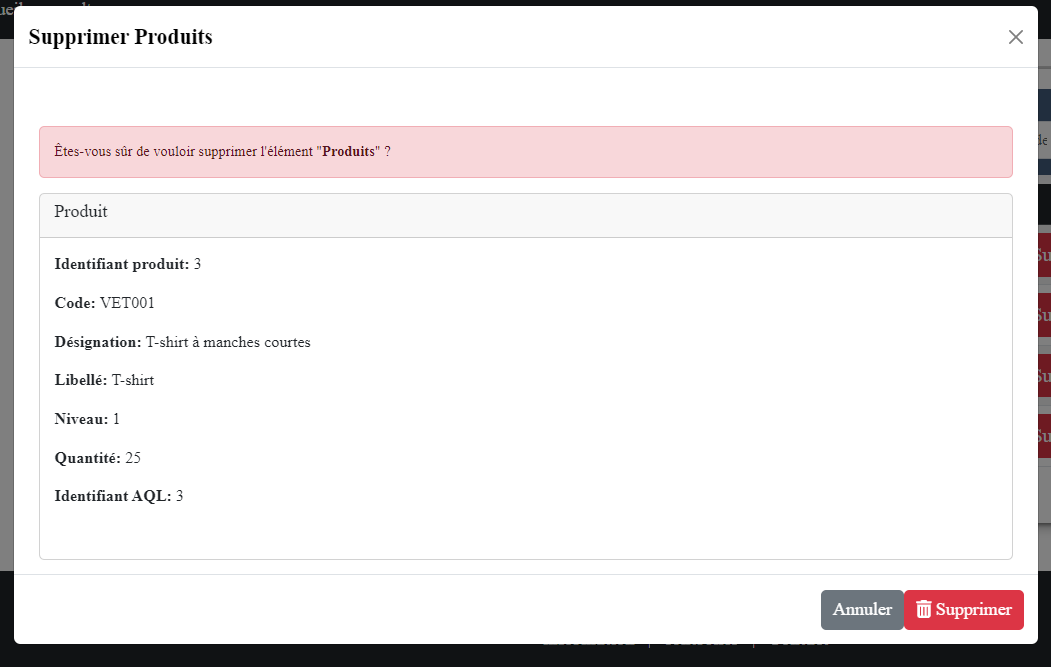 Supprimer Produits
Êtes-vous sûr de vouloir supprimer l'élément "Produits" ?
Produit
Identifiant produit: 3
Code: VET001
Désignation: T-shirt à manches courtes
Libellé: T-shirt
Niveau: 1
Quantité: 25
Identifiant AQL: 3
Annuler Supprimer